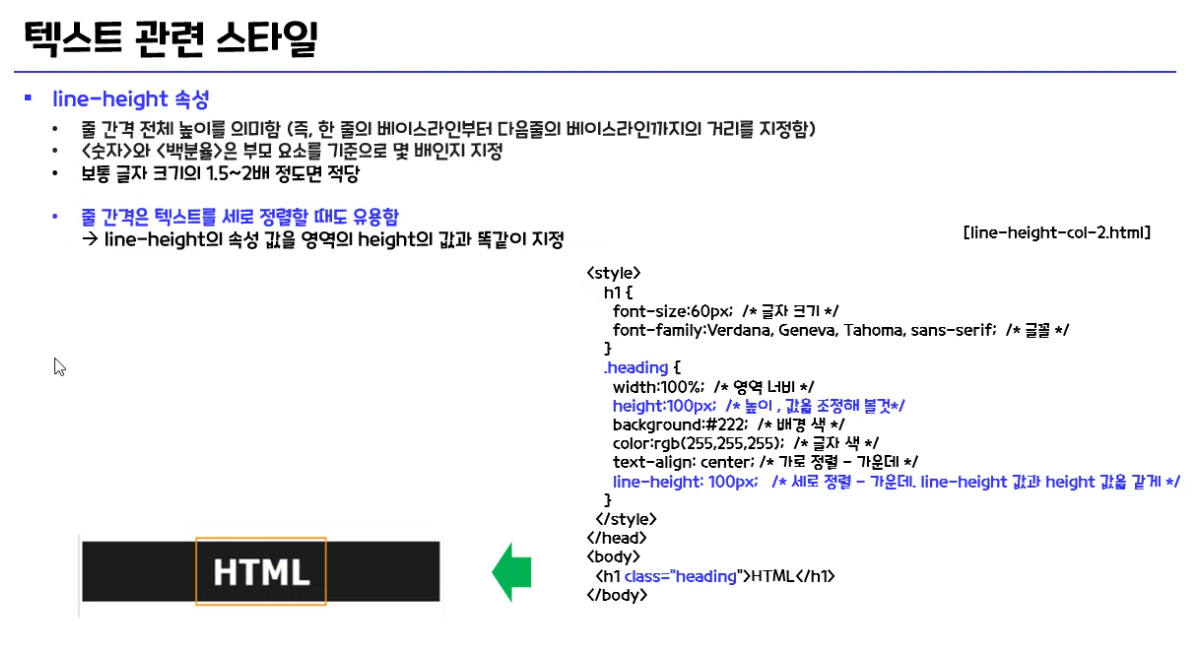 텍스트 관련 스타일
▪ line-height 속성
• 줄 간격 전체 높이를 의미함 (즉, 한 줄의 베이스라인부터 다음줄의 베이스라인까지의 거리를 지정함)
• <숫자>와 <백분율>은 부모 요소를 기준으로 몇 배인지 지정
• 보통 글자 크기의 1.5~2배 정도면 적당
• 줄 간격은 텍스트를 세로 정렬할 때도 유용함
→ line-height의 속성 값을 영역의 height의 값과 똑같이 지정
[line-height-col-2.html]
<style>
h1 {
font-size:60px; /* 글자 크기 */
font-family:Verdana, Geneva, Tahoma, sans-serif; /* 글꼴 */
}
.heading {
width:100%; /* 영역 너비 */
height:100px; /* 높이 , 값을 조정해 볼것*/
background:#222; /* 배경 색 */
color:rgb(255,255,255); /* 글자 색 */
text-align: center; /* 가로 정렬 - 가운데 */
line-height: 100px; /* 세로 정렬 - 가운데. line-height 값과 height 값을 같게 */
}
</style>
</head>
<body>
<h1 class="heading">HTML</h1>
</body>
HTML